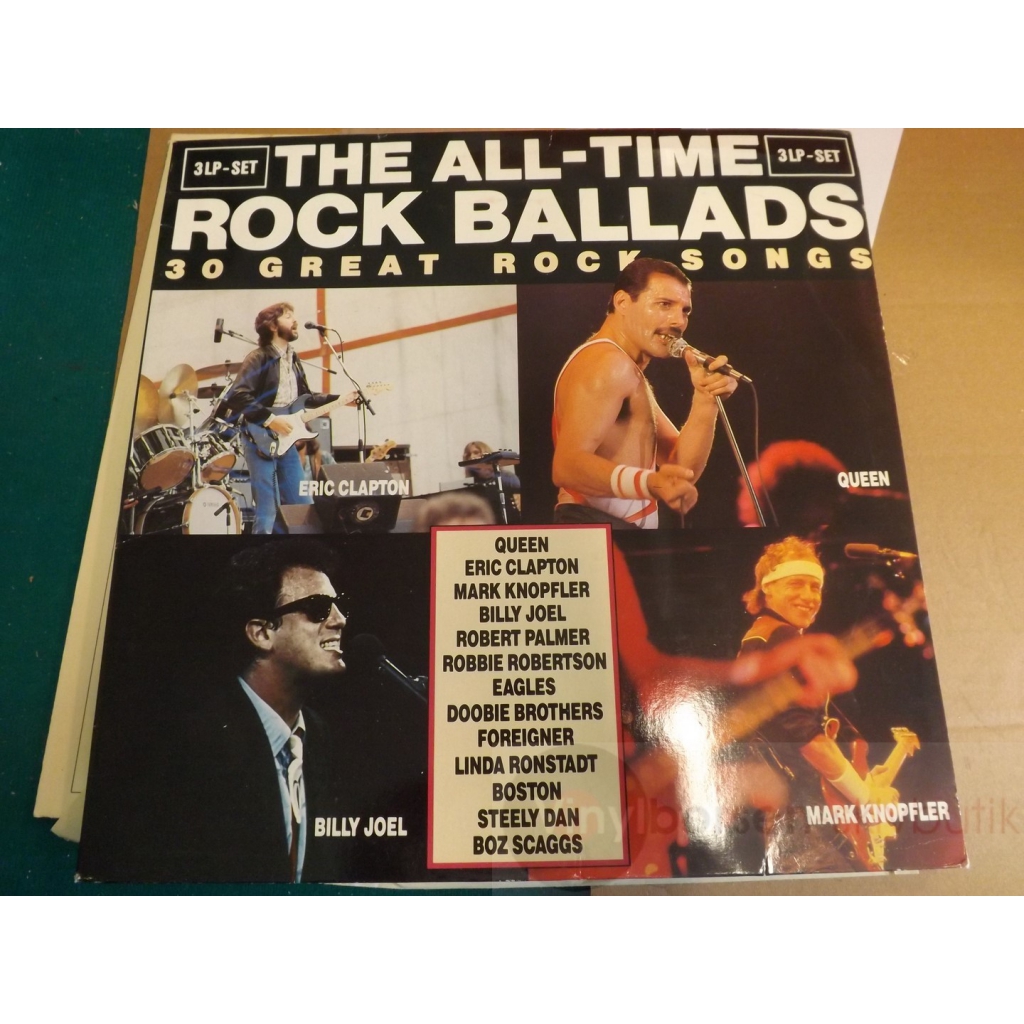 3LP-SET
THE ALL-TIME
3LP-SET
ROCK BALLADS
30 GREAT ROCK SONGS
ERIC CLAPTON
QUEEN
QUEEN
ERIC CLAPTON
MARK KNOPFLER
BILLY JOEL
ROBERT PALMER
ROBBIE ROBERTSON
EAGLES
DOOBIE BROTHERS
FOREIGNER
LINDA RONSTADT
BOSTON
STEELY DAN
BOZ SCAGGS
BILLY JOEL
MARK KNOPFLER